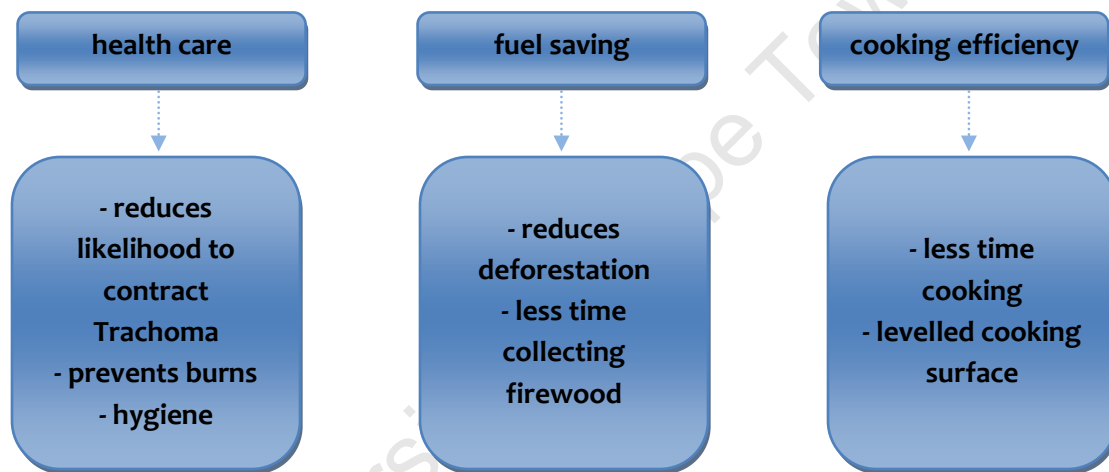 health care
fuel saving
cooking efficiency
- reduces
likelihood to
contract
Trachoma
- prevents burns
- hygiene
- reduces
deforestation
- less time
collecting
firewood
- less time
cooking
- levelled cooking
surface